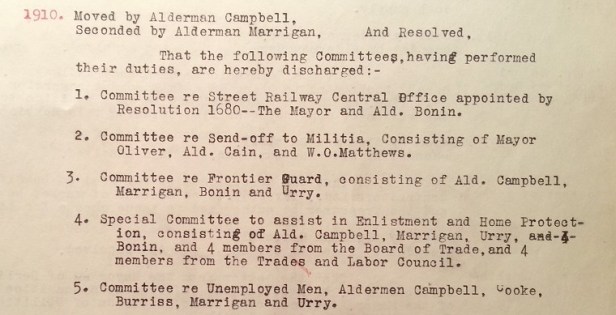 1910. Moved by Alderman Campbell,
Seconded by Alderman Marrigan, And Resolved,
That the following Committees,having performed
their duties, are hereby discharged:-
1. Committee re Street Railway Central Office appointed by
Resolution 1680--The Mayor and Ald. Bonin.
2. Committee re Send-off to Militia, Consisting of Mayor
Oliver, Ald. Cain, and W.O.Matthews.
3. Committee re Frontier Guard, consisting of Ald. Campbell,
Marrigan, Bonin and Urry.
4. Special Committee to assist in Enlistment and Home Protect-
ion, consisting of Ald. Campbell, Marrigan, Urry, and-4-
Bonin, and 4 members from the Board of Trade,and 4
members from the Trades and Labor Council.
5. Committee re Unemployed Men, Aldermen Campbell, Cooke,
Burriss, Marrigan and Urry.